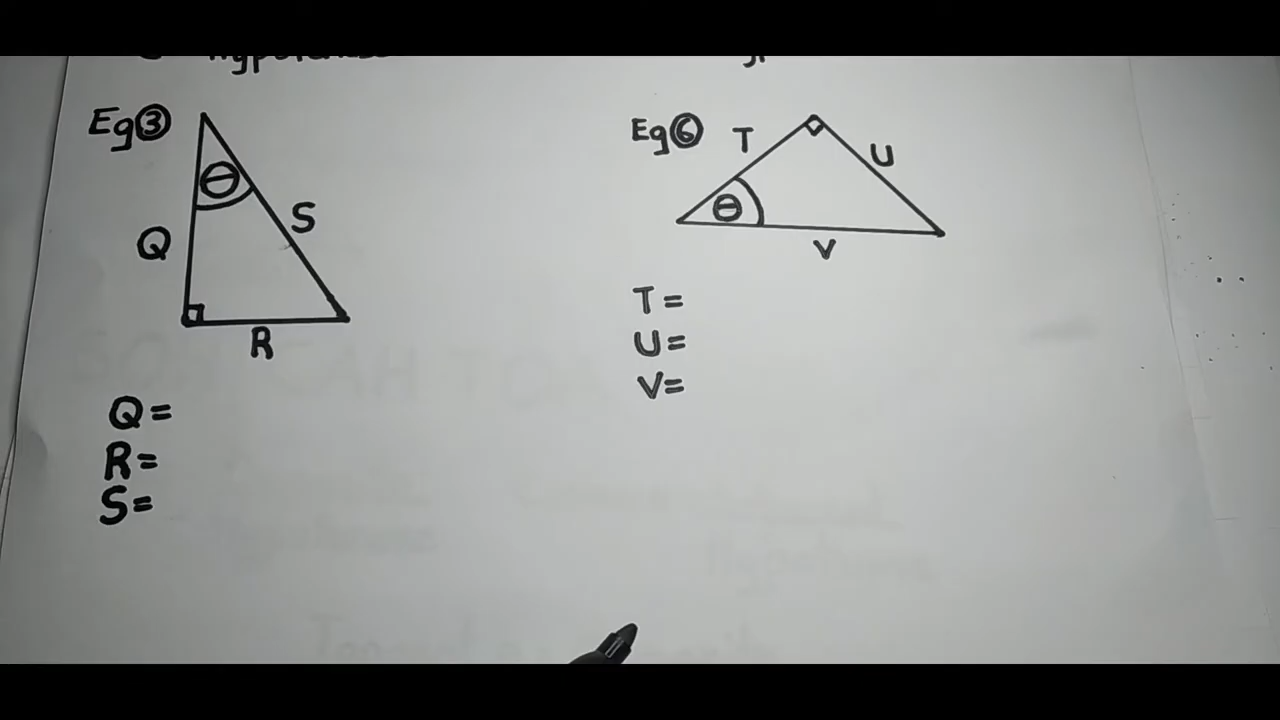 Eg③
θ
Q
S
R
Q=
R=
S=
Eg⑥
T
U
θ
V
T=
U=
V=